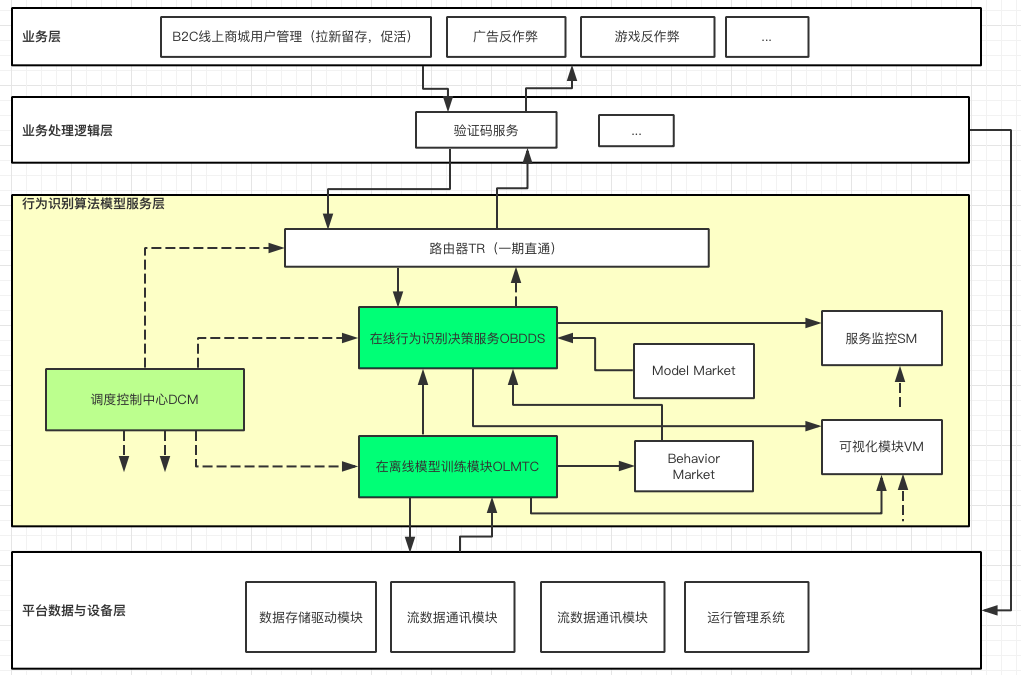 业务层
B2C线上商城用户管理（拉新留存，促活）
广告反作弊
游戏反作弊
...
业务处理逻辑层
验证码服务
...
行为识别算法模型服务层
路由器TR（一期直通）
在线行为识别决策服务OBDDS
服务监控SM
Model Market
调度控制中心DCM
可视化模块VM
在离线模型训练模块OLMTC
Behavior
Market
平台数据与设备层
数据存储驱动模块
流数据通讯模块
流数据通讯模块
运行管理系统